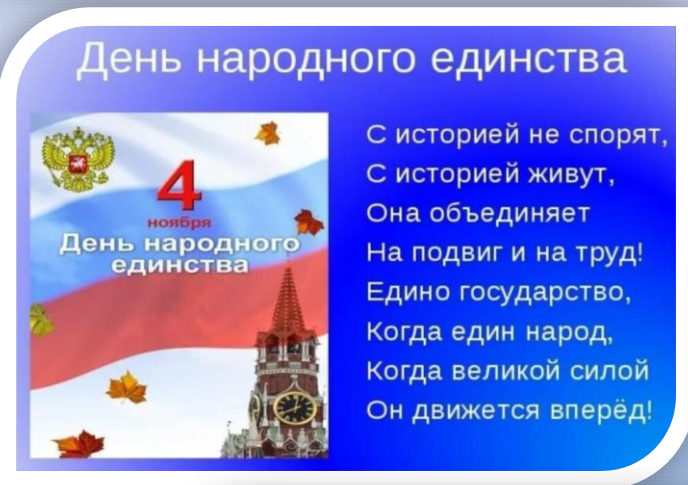 День народного единства
4
ноября
День народного
единства
С историей не спорят,
С историей живут,
Она объединяет
На подвиг и на труд!
Едино государство,
Когда един народ,
Когда великой силой
Он движется вперёд!